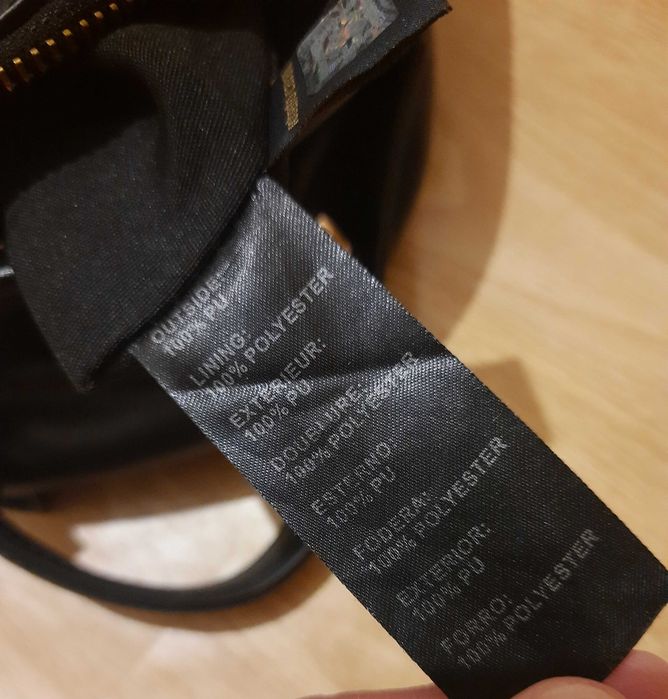 OUTSIDE:
100% PU
LINING:
100% POLYESTER
EXTERIEUR:
100% PU
DOUBLURE:
100% POLYESTER
ESTERNO:
100% PU
FODERA:
100% POLYESTER
EXTERIOR:
100% PU
FORRO:
100% POLYESTER